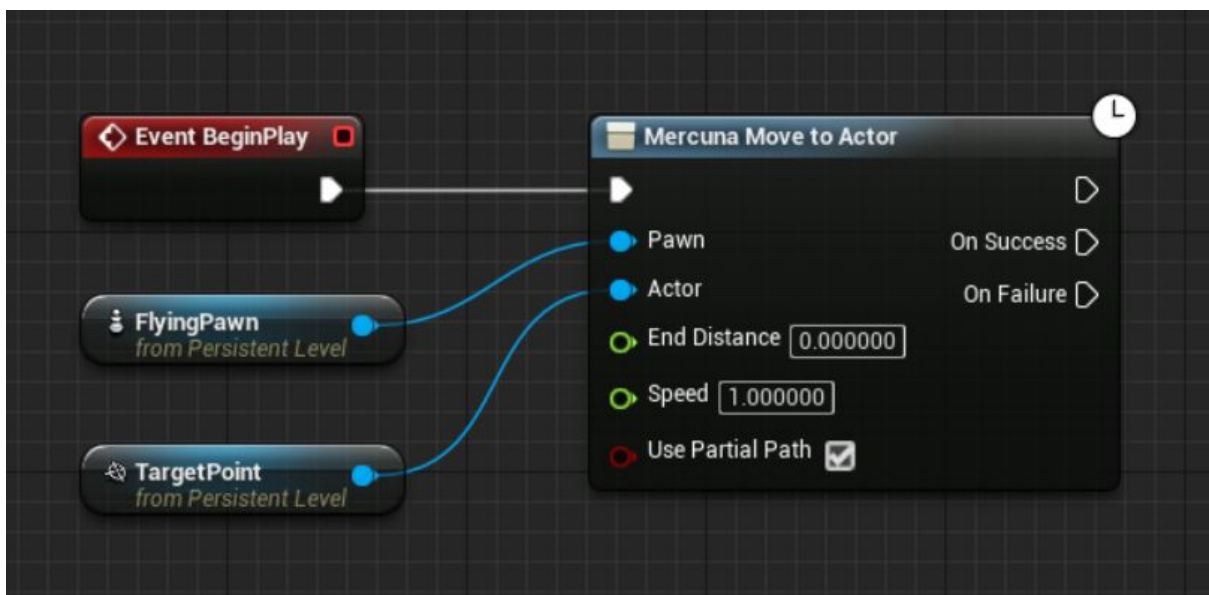 Event BeginPlay
Mercuna Move to Actor
Pawn
On Success
Actor
On Failure
FlyingPawn
from Persistent Level
End Distance 0.000000
Speed 1.000000
Use Partial Path
TargetPoint
from Persistent Level